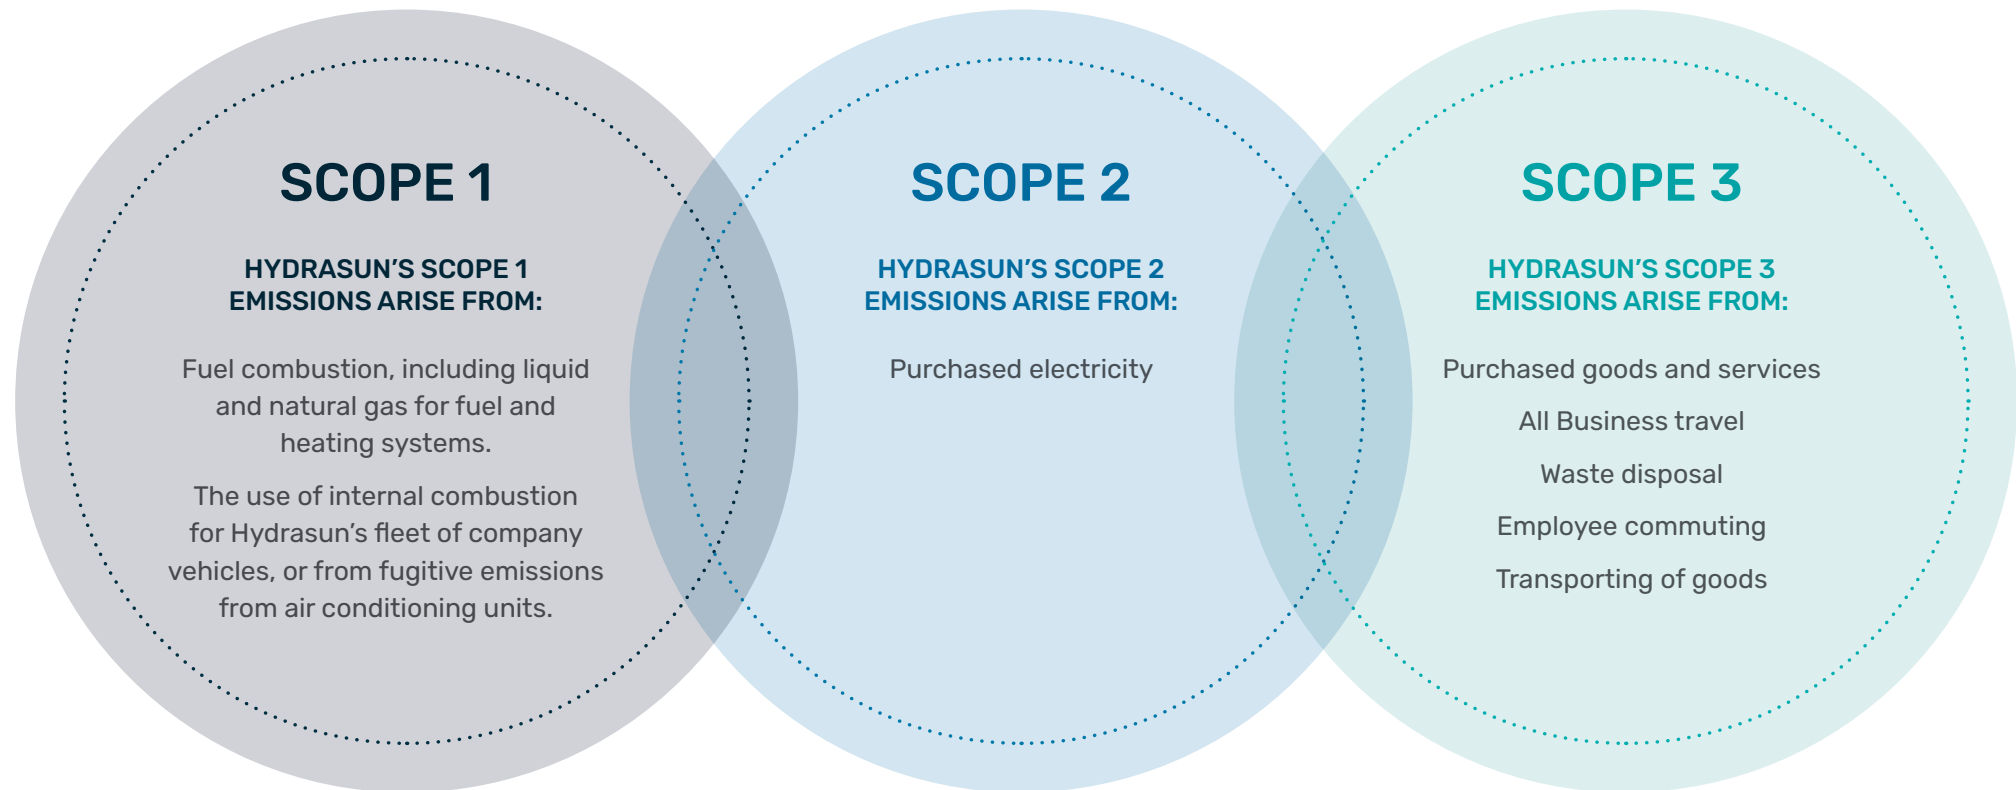 SCOPE 1
HYDRASUN’S SCOPE 1
EMISSIONS ARISE FROM:
Fuel combustion, including liquid
and natural gas for fuel and
heating systems.
The use of internal combustion
for Hydrasun’s fleet of company
vehicles, or from fugitive emissions
from air conditioning units.
SCOPE 2
HYDRASUN’S SCOPE 2
EMISSIONS ARISE FROM:
Purchased electricity
SCOPE 3
HYDRASUN’S SCOPE 3
EMISSIONS ARISE FROM:
Purchased goods and services
All Business travel
Waste disposal
Employee commuting
Transporting of goods